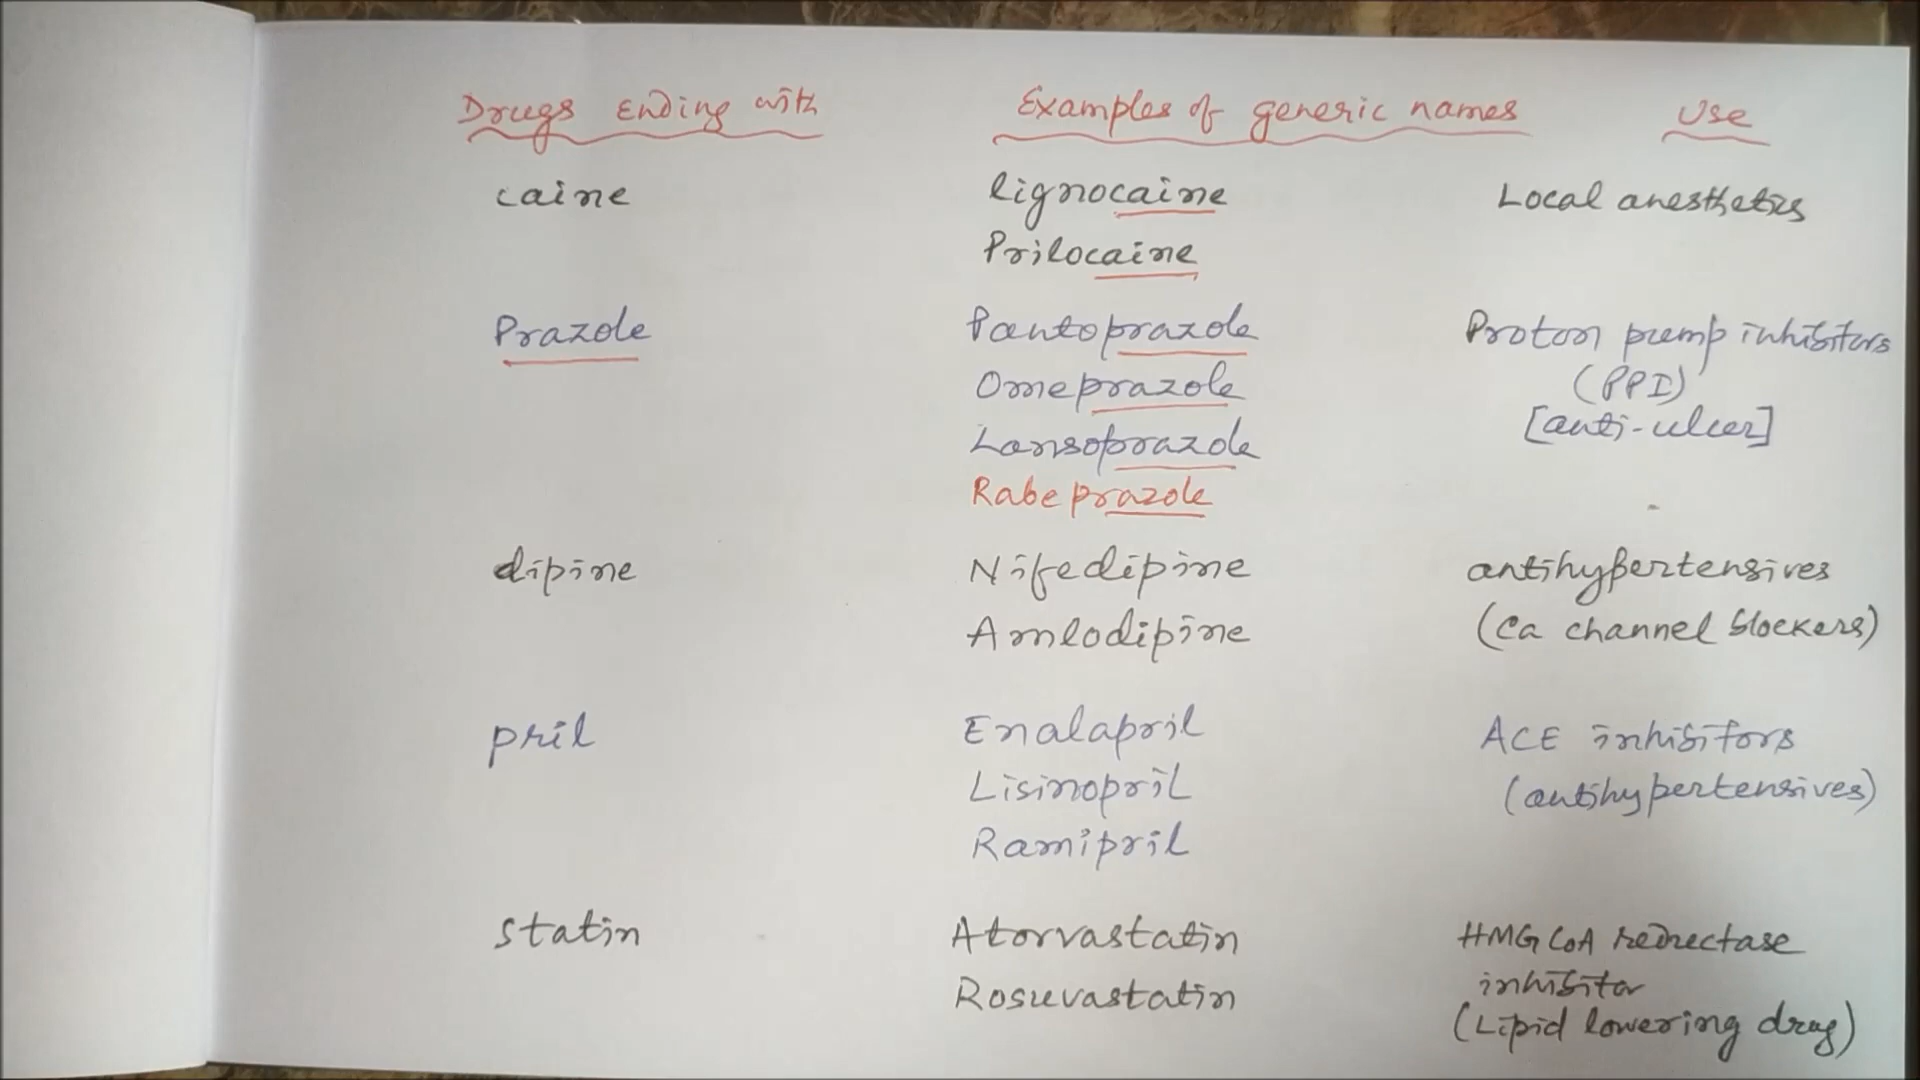 Drugs Ending with Examples of generic names Use
caine lignocaine Local anesthetics
Prilocaine
Prazole Pantoprazole Proton pump inhibitors
Omeprazole (PPI)
Lansoprazole [anti-ulcer]
Rabeprazole
dipine Nifedipine antihypertensives
Amlodipine (Ca channel blockers)
pril Enalapril ACE inhibitors
Lisinopril (antihypertensives)
Ramipril
statin Atorvastatin HMG CoA reductase
Rosuvastatin inhibitor
(Lipid lowering drug)